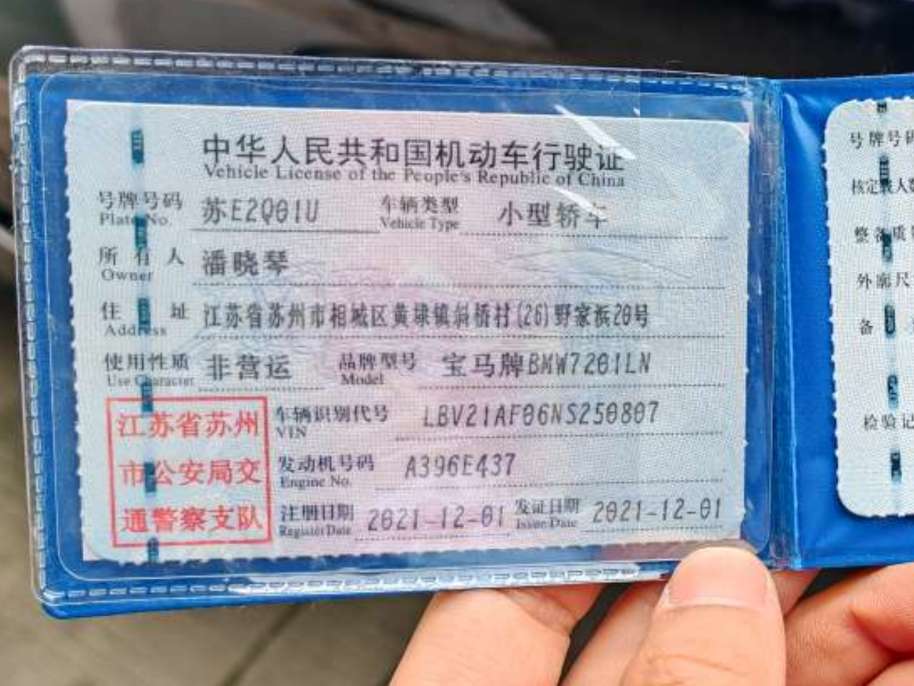 中华人民共和国机动车行驶证
Vehicle License of the People's Republic of China
号牌号码 苏E2Q01U 车辆类型 小型轿车
Plate No. Vehicle Type
所有人 潘晓琴
Owner
住址 江苏省苏州市相城区黄埭镇斜桥村(26)野家浜20号
Address
使用性质 非营运 品牌型号 宝马牌BMW7201LN
Use Character Model
江苏省苏州
市公安局交
通警察支队
车辆识别代号 LBV21AF06NS250807
VIN
发动机号码 A396E437
Engine No.
注册日期 2021-12-01 发证日期 2021-12-01
Register Date Issue Date
号牌号码
核定载人数
整备质量
外廓尺
备
检验记